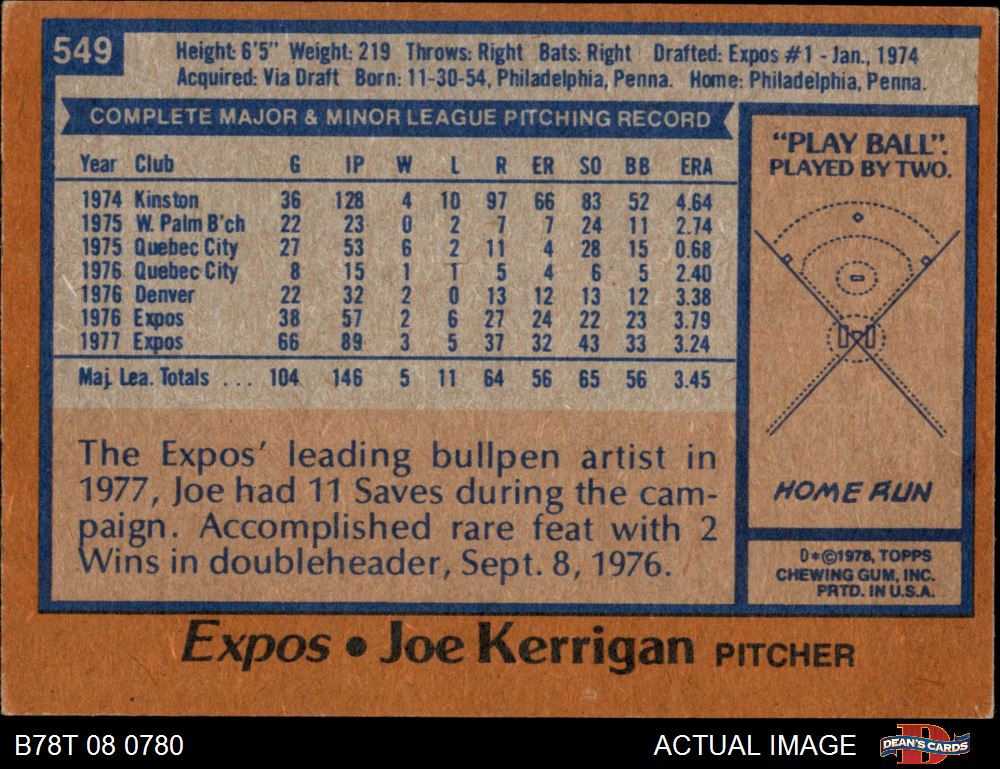 549
Height: 6'5" Weight: 219 Throws: Right Bats: Right Drafted: Expos #1 - Jan., 1974
Acquired: Via Draft Born: 11-30-54, Philadelphia, Penna. Home: Philadelphia, Penna.
COMPLETE MAJOR & MINOR LEAGUE PITCHING RECORD
Year Club G IP W L R ER SO BB ERA
1974 Kinston 36 128 4 10 97 66 83 52 4.64
1975 W. Palm B'ch 22 23 0 2 7 7 24 11 2.74
1975 Quebec City 27 53 6 2 11 4 28 15 0.68
1976 Quebec City 8 15 1 1 5 4 6 5 2.40
1976 Denver 22 32 2 0 13 12 13 12 3.38
1976 Expos 38 57 2 6 27 24 22 23 3.79
1977 Expos 66 89 3 5 37 32 43 33 3.24
Maj. Lea. Totals . . . 104 146 5 11 64 56 65 56 3.45
The Expos' leading bullpen artist in
1977, Joe had 11 Saves during the cam-
paign. Accomplished rare feat with 2
Wins in doubleheader, Sept. 8, 1976.
"PLAY BALL".
PLAYED BY TWO.
HOME RUN
D*©1978, TOPPS
CHEWING GUM, INC.
PRTD. IN U.S.A.
Expos • Joe Kerrigan PITCHER
B78T 08 0780
ACTUAL IMAGE
D
DEAN'S CARDS